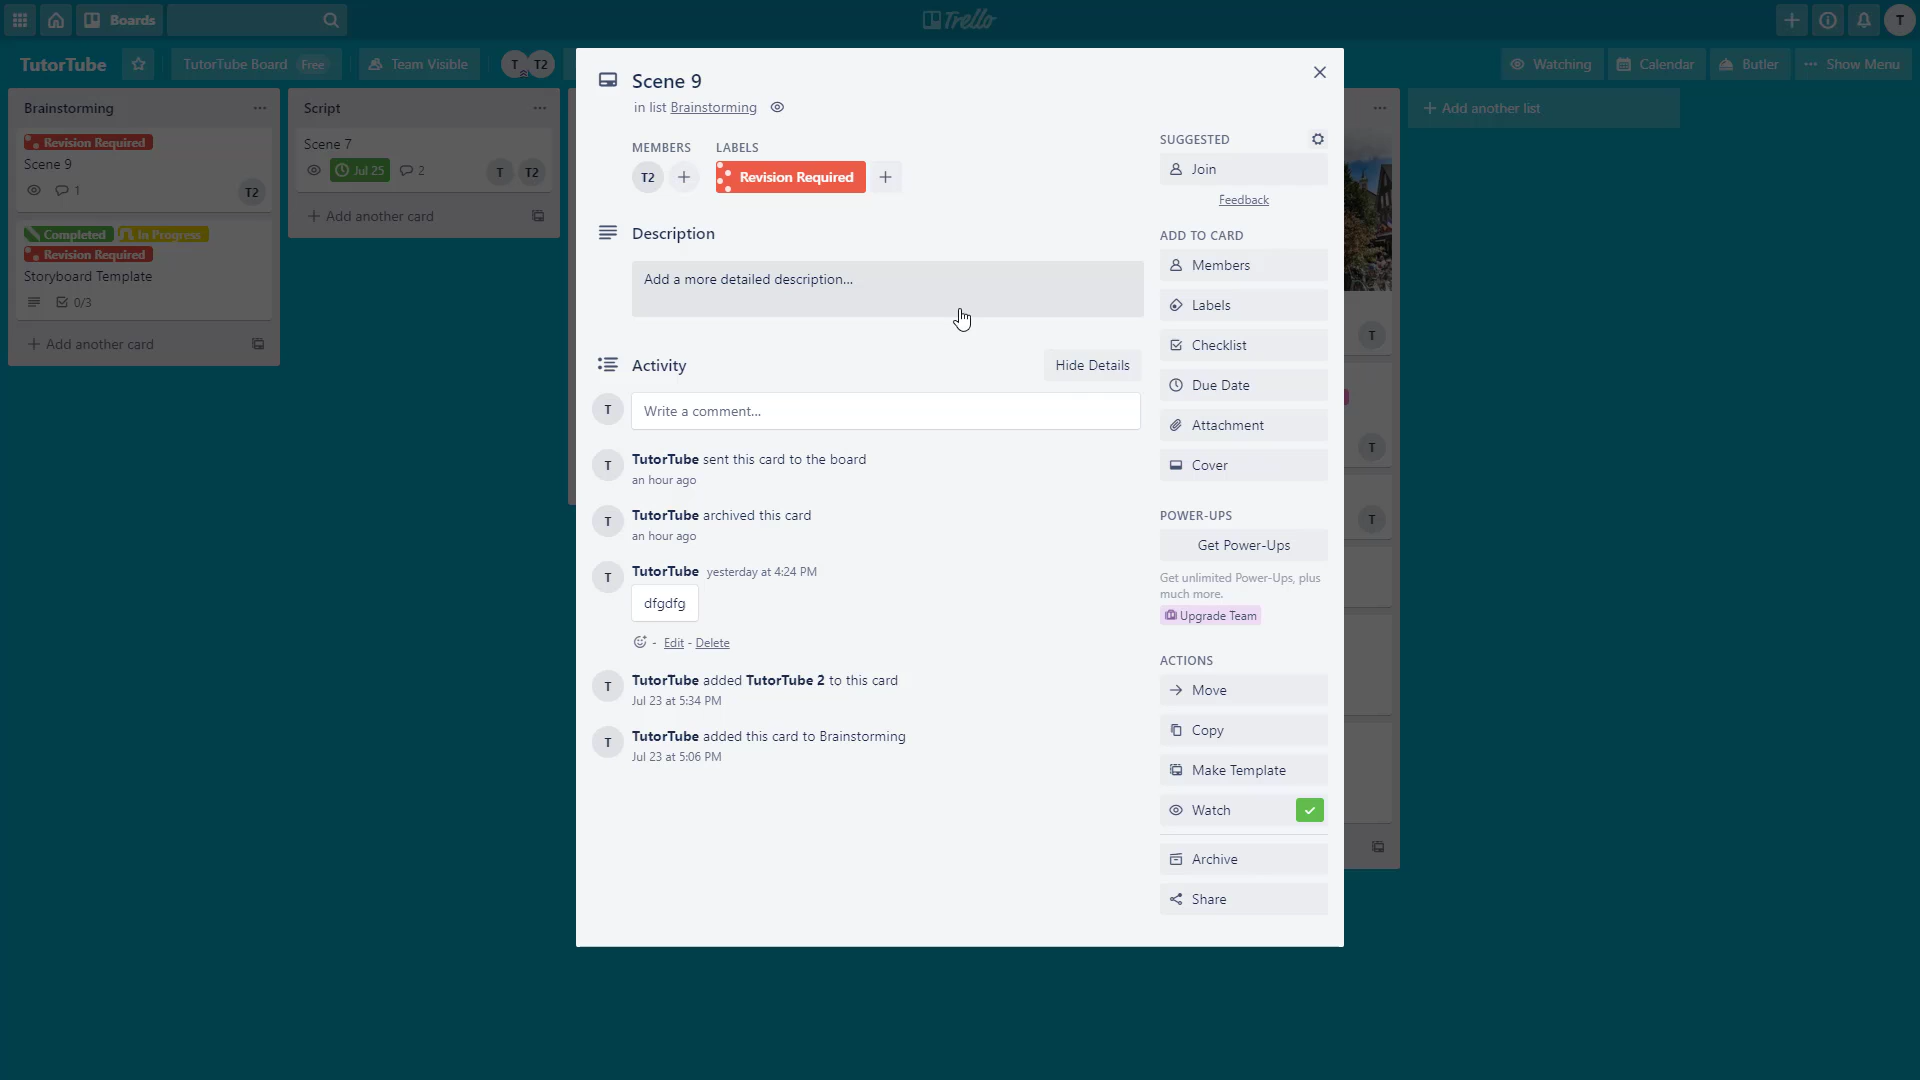 Boards
Trello
T
TutorTube
TutorTube Board Free
Team Visible
T T2
Watching
Calendar
Butler
Show Menu
Brainstorming
Revision Required
Scene 9
1
T2
Completed
In Progress
Revision Required
Storyboard Template
0/3
+ Add another card
Script
Scene 7
Jul 25
2
T T2
+ Add another card
Scene 9
in list Brainstorming
MEMBERS
LABELS
T2
+
Revision Required
+
Description
Add a more detailed description...
Activity
Hide Details
T
Write a comment...
T
TutorTube sent this card to the board
an hour ago
T
TutorTube archived this card
an hour ago
T
TutorTube yesterday at 4:24 PM
dfgdfg
- Edit - Delete
T
TutorTube added TutorTube 2 to this card
Jul 23 at 5:34 PM
T
TutorTube added this card to Brainstorming
Jul 23 at 5:06 PM
SUGGESTED
Join
Feedback
ADD TO CARD
Members
Labels
Checklist
Due Date
Attachment
Cover
POWER-UPS
Get Power-Ups
Get unlimited Power-Ups, plus
much more.
Upgrade Team
ACTIONS
Move
Copy
Make Template
Watch
Archive
Share
T
T
T
+ Add another list